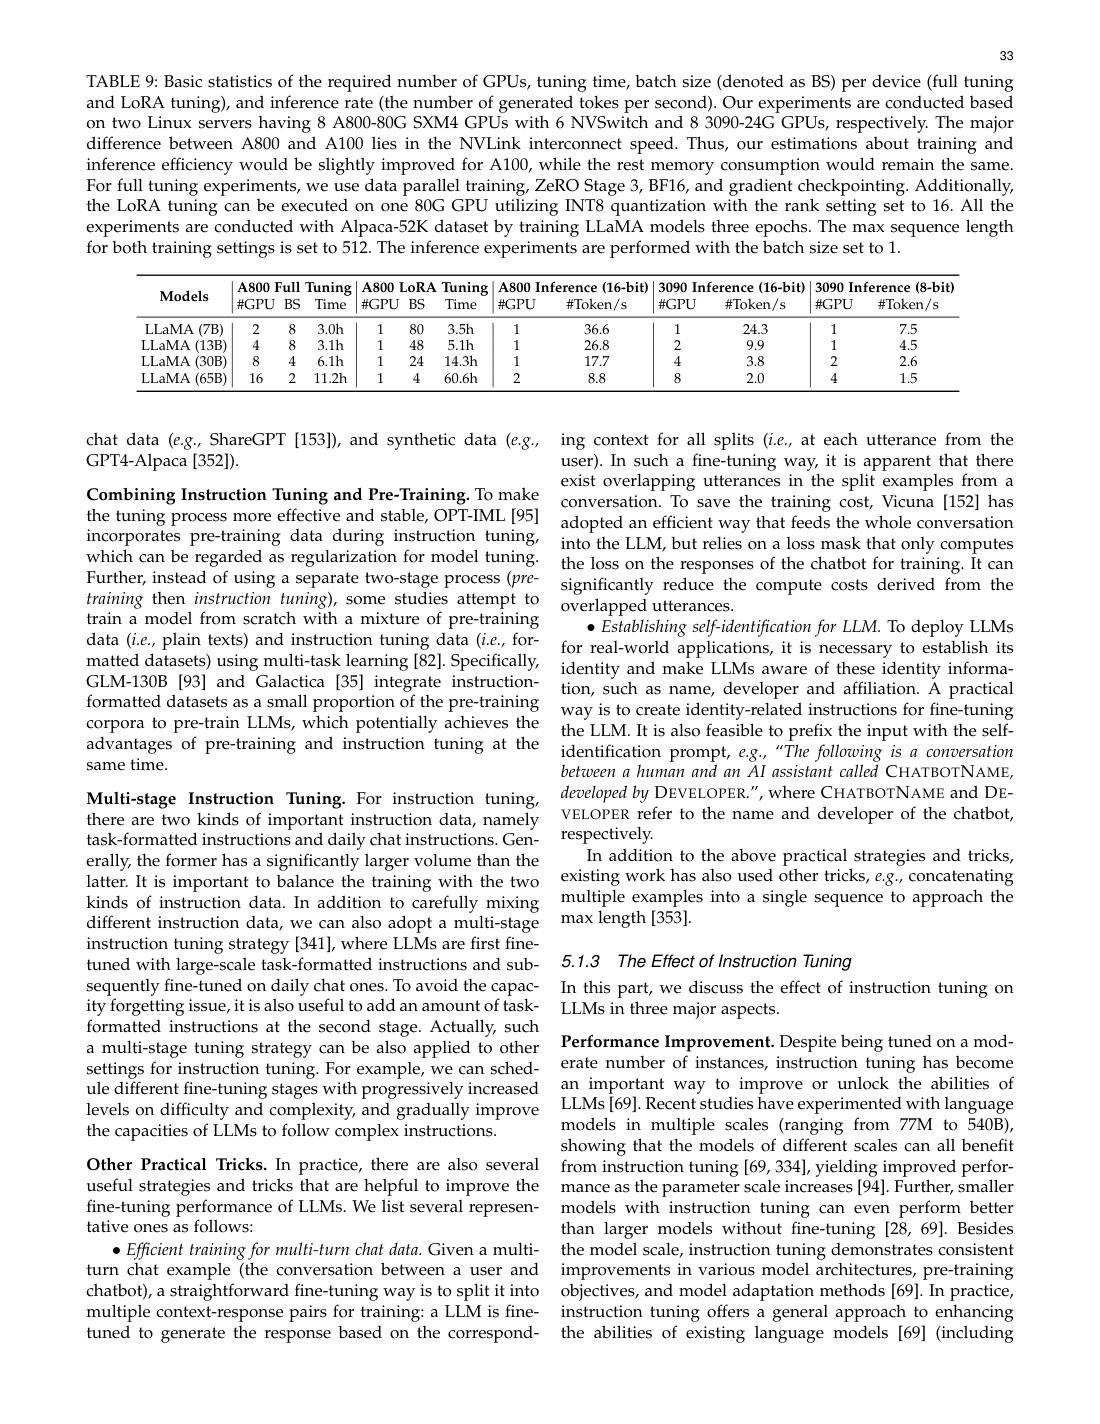 33
TABLE 9: Basic statistics of the required number of GPUs, tuning time, batch size (denoted as BS) per device (full tuning
and LoRA tuning), and inference rate (the number of generated tokes per second). Our experiments are conducted based
on two Linux servers having 8 A800-80G SXM4 GPUs with 6 NVSwitch and 8 3090-24G GPUs, respectively. The major
difference between A800 and A100 lies in the NVLink interconnect speed. Thus, our estimations about training and
inference efficiency would be slightly improved for A100, while the rest memory consumption would remain the same.
For full tuning experiments, we use data parallel training, ZeRO Stage 3, BF16, and gradient checkpointing. Additionally,
the LoRA tuning can be executed on one 80G GPU utilizing INT8 quantization with the rank setting set to 16. All the
experiments are conducted with Alpaca-52K dataset by training LLaMA models three epochs. The max sequence length
for both training settings is set to 512. The inference experiments are performed with the batch size set to 1.
Models A800 Full Tuning A800 LoRA Tuning A800 Inference (16-bit) 3090 Inference (16-bit) 3090 Inference (8-bit)
#GPU BS Time #GPU BS Time #GPU #Token/s #GPU #Token/s #GPU #Token/s
LLaMA (7B) 2 8 3.0h 1 80 3.5h 1 36.6 1 24.3 1 7.5
LLaMA (13B) 4 8 3.1h 1 48 5.1h 1 26.8 2 9.9 1 4.5
LLaMA (30B) 8 4 6.1h 1 24 14.3h 1 17.7 4 3.8 2 2.6
LLaMA (65B) 16 2 11.2h 1 4 60.6h 2 8.8 8 2.0 4 1.5
chat data (e.g., ShareGPT [153]), and synthetic data (e.g.,
GPT4-Alpaca [352]).
Combining Instruction Tuning and Pre-Training. To make
the tuning process more effective and stable, OPT-IML [95]
incorporates pre-training data during instruction tuning,
which can be regarded as regularization for model tuning.
Further, instead of using a separate two-stage process (pre-
training then instruction tuning), some studies attempt to
train a model from scratch with a mixture of pre-training
data (i.e., plain texts) and instruction tuning data (i.e., for-
matted datasets) using multi-task learning [82]. Specifically,
GLM-130B [93] and Galactica [35] integrate instruction-
formatted datasets as a small proportion of the pre-training
corpora to pre-train LLMs, which potentially achieves the
advantages of pre-training and instruction tuning at the
same time.
Multi-stage Instruction Tuning. For instruction tuning,
there are two kinds of important instruction data, namely
task-formatted instructions and daily chat instructions. Gen-
erally, the former has a significantly larger volume than the
latter. It is important to balance the training with the two
kinds of instruction data. In addition to carefully mixing
different instruction data, we can also adopt a multi-stage
instruction tuning strategy [341], where LLMs are first fine-
tuned with large-scale task-formatted instructions and sub-
sequently fine-tuned on daily chat ones. To avoid the capac-
ity forgetting issue, it is also useful to add an amount of task-
formatted instructions at the second stage. Actually, such
a multi-stage tuning strategy can be also applied to other
settings for instruction tuning. For example, we can sched-
ule different fine-tuning stages with progressively increased
levels on difficulty and complexity, and gradually improve
the capacities of LLMs to follow complex instructions.
Other Practical Tricks. In practice, there are also several
useful strategies and tricks that are helpful to improve the
fine-tuning performance of LLMs. We list several represen-
tative ones as follows:
• Efficient training for multi-turn chat data. Given a multi-
turn chat example (the conversation between a user and
chatbot), a straightforward fine-tuning way is to split it into
multiple context-response pairs for training: a LLM is fine-
tuned to generate the response based on the correspond-
ing context for all splits (i.e., at each utterance from the
user). In such a fine-tuning way, it is apparent that there
exist overlapping utterances in the split examples from a
conversation. To save the training cost, Vicuna [152] has
adopted an efficient way that feeds the whole conversation
into the LLM, but relies on a loss mask that only computes
the loss on the responses of the chatbot for training. It can
significantly reduce the compute costs derived from the
overlapped utterances.
• Establishing self-identification for LLM. To deploy LLMs
for real-world applications, it is necessary to establish its
identity and make LLMs aware of these identity informa-
tion, such as name, developer and affiliation. A practical
way is to create identity-related instructions for fine-tuning
the LLM. It is also feasible to prefix the input with the self-
identification prompt, e.g., “The following is a conversation
between a human and an AI assistant called CHATBOTNAME,
developed by DEVELOPER.”, where CHATBOTNAME and DE-
VELOPER refer to the name and developer of the chatbot,
respectively.
In addition to the above practical strategies and tricks,
existing work has also used other tricks, e.g., concatenating
multiple examples into a single sequence to approach the
max length [353].
5.1.3 The Effect of Instruction Tuning
In this part, we discuss the effect of instruction tuning on
LLMs in three major aspects.
Performance Improvement. Despite being tuned on a mod-
erate number of instances, instruction tuning has become
an important way to improve or unlock the abilities of
LLMs [69]. Recent studies have experimented with language
models in multiple scales (ranging from 77M to 540B),
showing that the models of different scales can all benefit
from instruction tuning [69, 334], yielding improved perfor-
mance as the parameter scale increases [94]. Further, smaller
models with instruction tuning can even perform better
than larger models without fine-tuning [28, 69]. Besides
the model scale, instruction tuning demonstrates consistent
improvements in various model architectures, pre-training
objectives, and model adaptation methods [69]. In practice,
instruction tuning offers a general approach to enhancing
the abilities of existing language models [69] (including